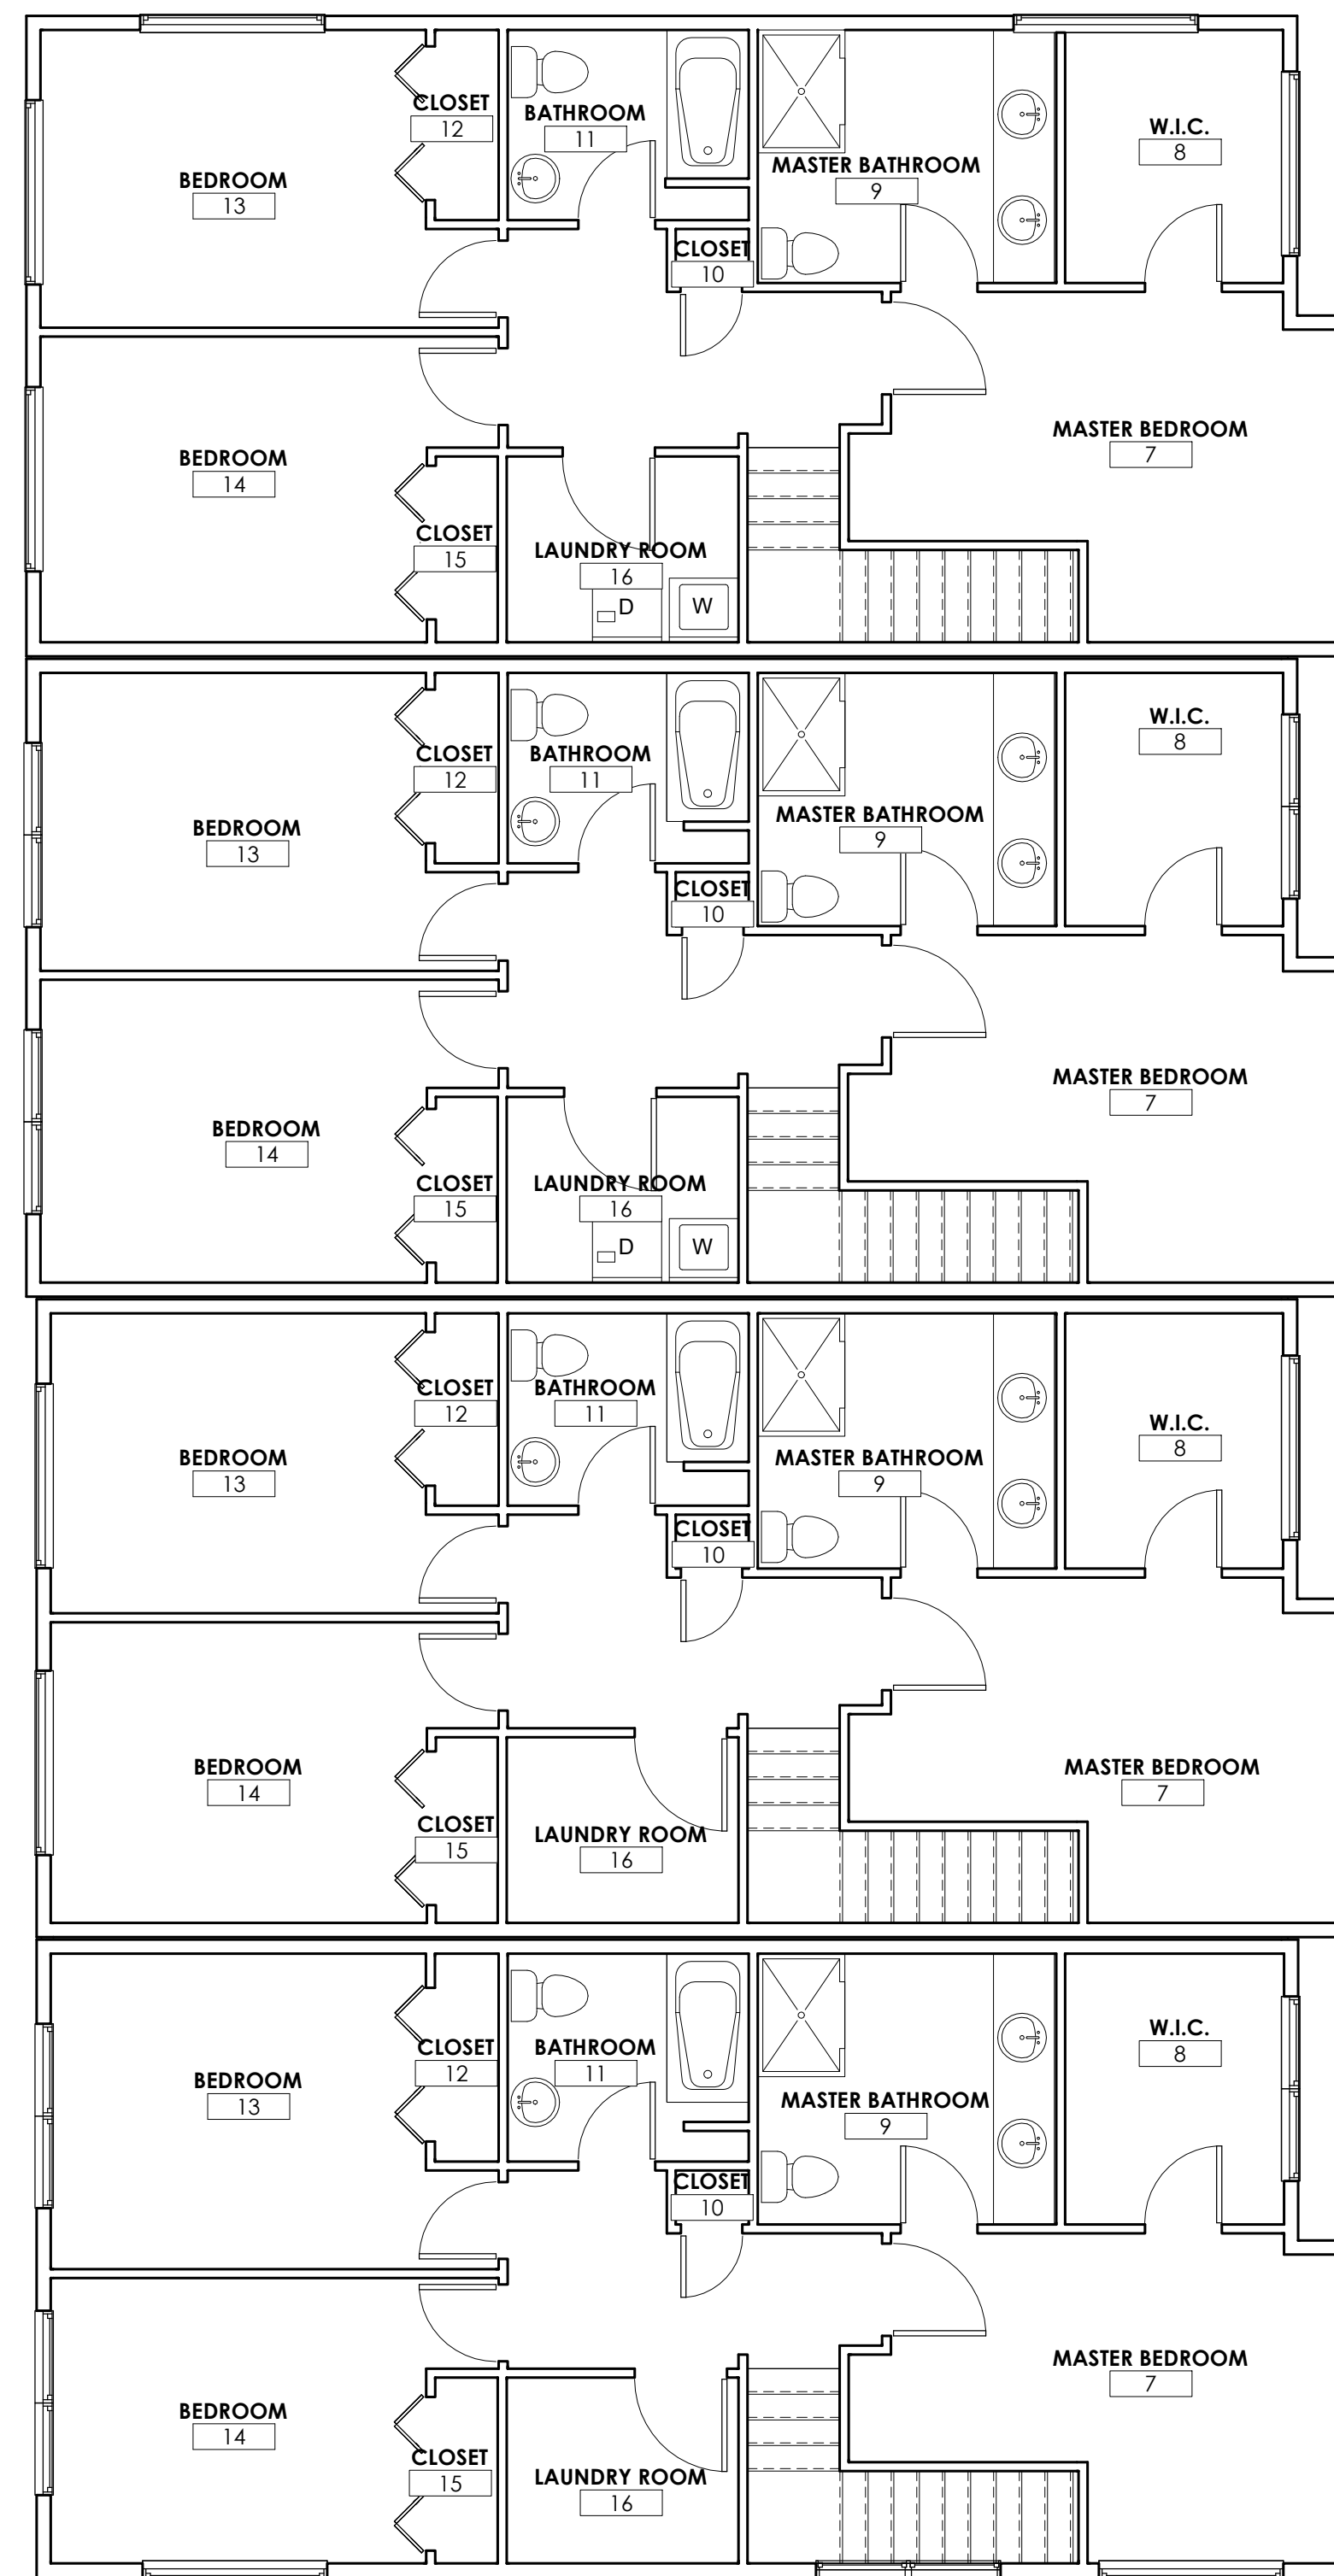 CLOSET
12
BATHROOM
11
W.I.C.
8
MASTER BATHROOM
9
BEDROOM
13
CLOSET
10
MASTER BEDROOM
7
BEDROOM
14
CLOSET
15
LAUNDRY ROOM
16
D
W
W.I.C.
8
CLOSET
12
BATHROOM
11
MASTER BATHROOM
9
BEDROOM
13
CLOSET
10
MASTER BEDROOM
7
BEDROOM
14
CLOSET
15
LAUNDRY ROOM
16
D
W
CLOSET
12
BATHROOM
11
W.I.C.
8
BEDROOM
13
MASTER BATHROOM
9
CLOSET
10
BEDROOM
14
MASTER BEDROOM
7
CLOSET
15
LAUNDRY ROOM
16
W.I.C.
8
CLOSET
12
BATHROOM
11
BEDROOM
13
MASTER BATHROOM
9
CLOSET
10
MASTER BEDROOM
7
BEDROOM
14
CLOSET
15
LAUNDRY ROOM
16